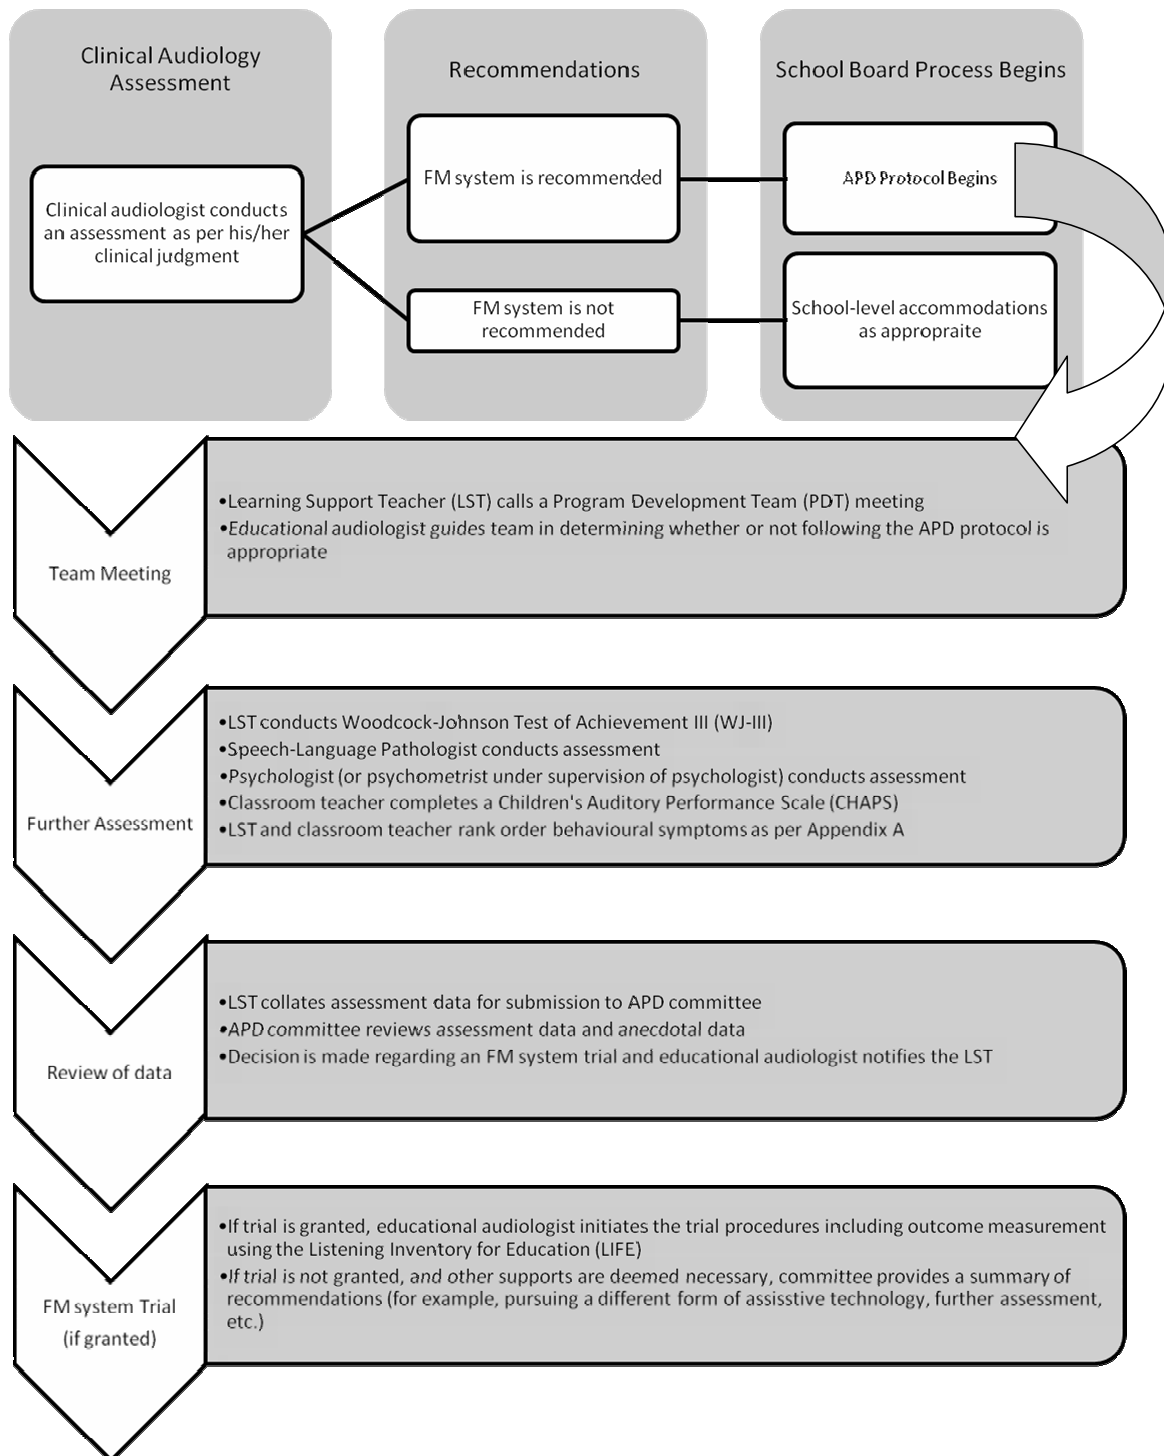 Clinical Audiology
Assessment
Clinical audiologist conducts
an assessment as per his/her
clinical judgment
Recommendations
FM system is recommended
FM system is not
recommended
School Board Process Begins
APD Protocol Begins
School-level accommodations
as appropraite
Team Meeting
•Learning Support Teacher (LST) calls a Program Development Team (PDT) meeting
•Educational audiologist guides team in determining whether or not following the APD protocol is
appropriate
Further Assessment
•LST conducts Woodcock-Johnson Test of Achievement III (WJ-III)
•Speech-Language Pathologist conducts assessment
•Psychologist (or psychometrist under supervision of psychologist) conducts assessment
•Classroom teacher completes a Children's Auditory Performance Scale (CHAPS)
•LST and classroom teacher rank order behavioural symptoms as per Appendix A
Review of data
•LST collates assessment data for submission to APD committee
•APD committee reviews assessment data and anecdotal data
•Decision is made regarding an FM system trial and educational audiologist notifies the LST
FM system Trial
(if granted)
•If trial is granted, educational audiologist initiates the trial procedures including outcome measurement
using the Listening Inventory for Education (LIFE)
•If trial is not granted, and other supports are deemed necessary, committee provides a summary of
recommendations (for example, pursuing a different form of assisstive technology, further assessment,
etc.)